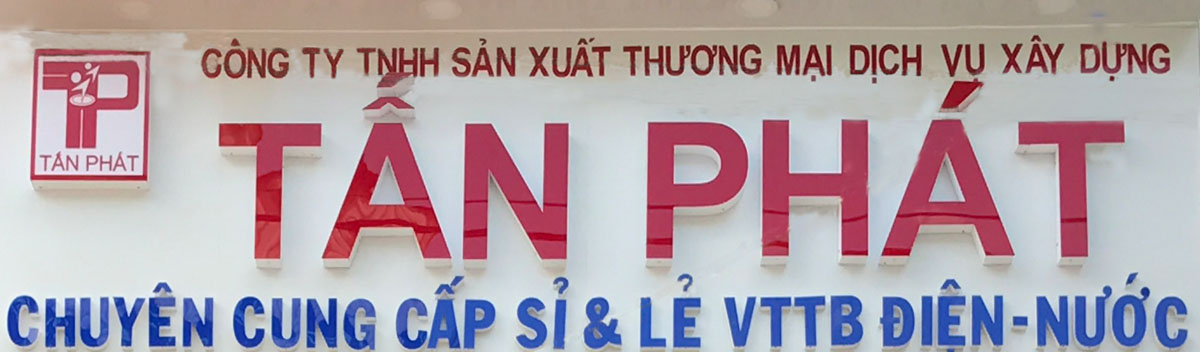 CÔNG TY TNHH SẢN XUẤT THƯƠNG MẠI DỊCH VỤ XÂY DỰNG
TP
TẤN PHÁT
TẤN PHÁT
CHUYÊN CUNG CẤP SỈ & LẺ VTTB ĐIỆN-NƯỚC